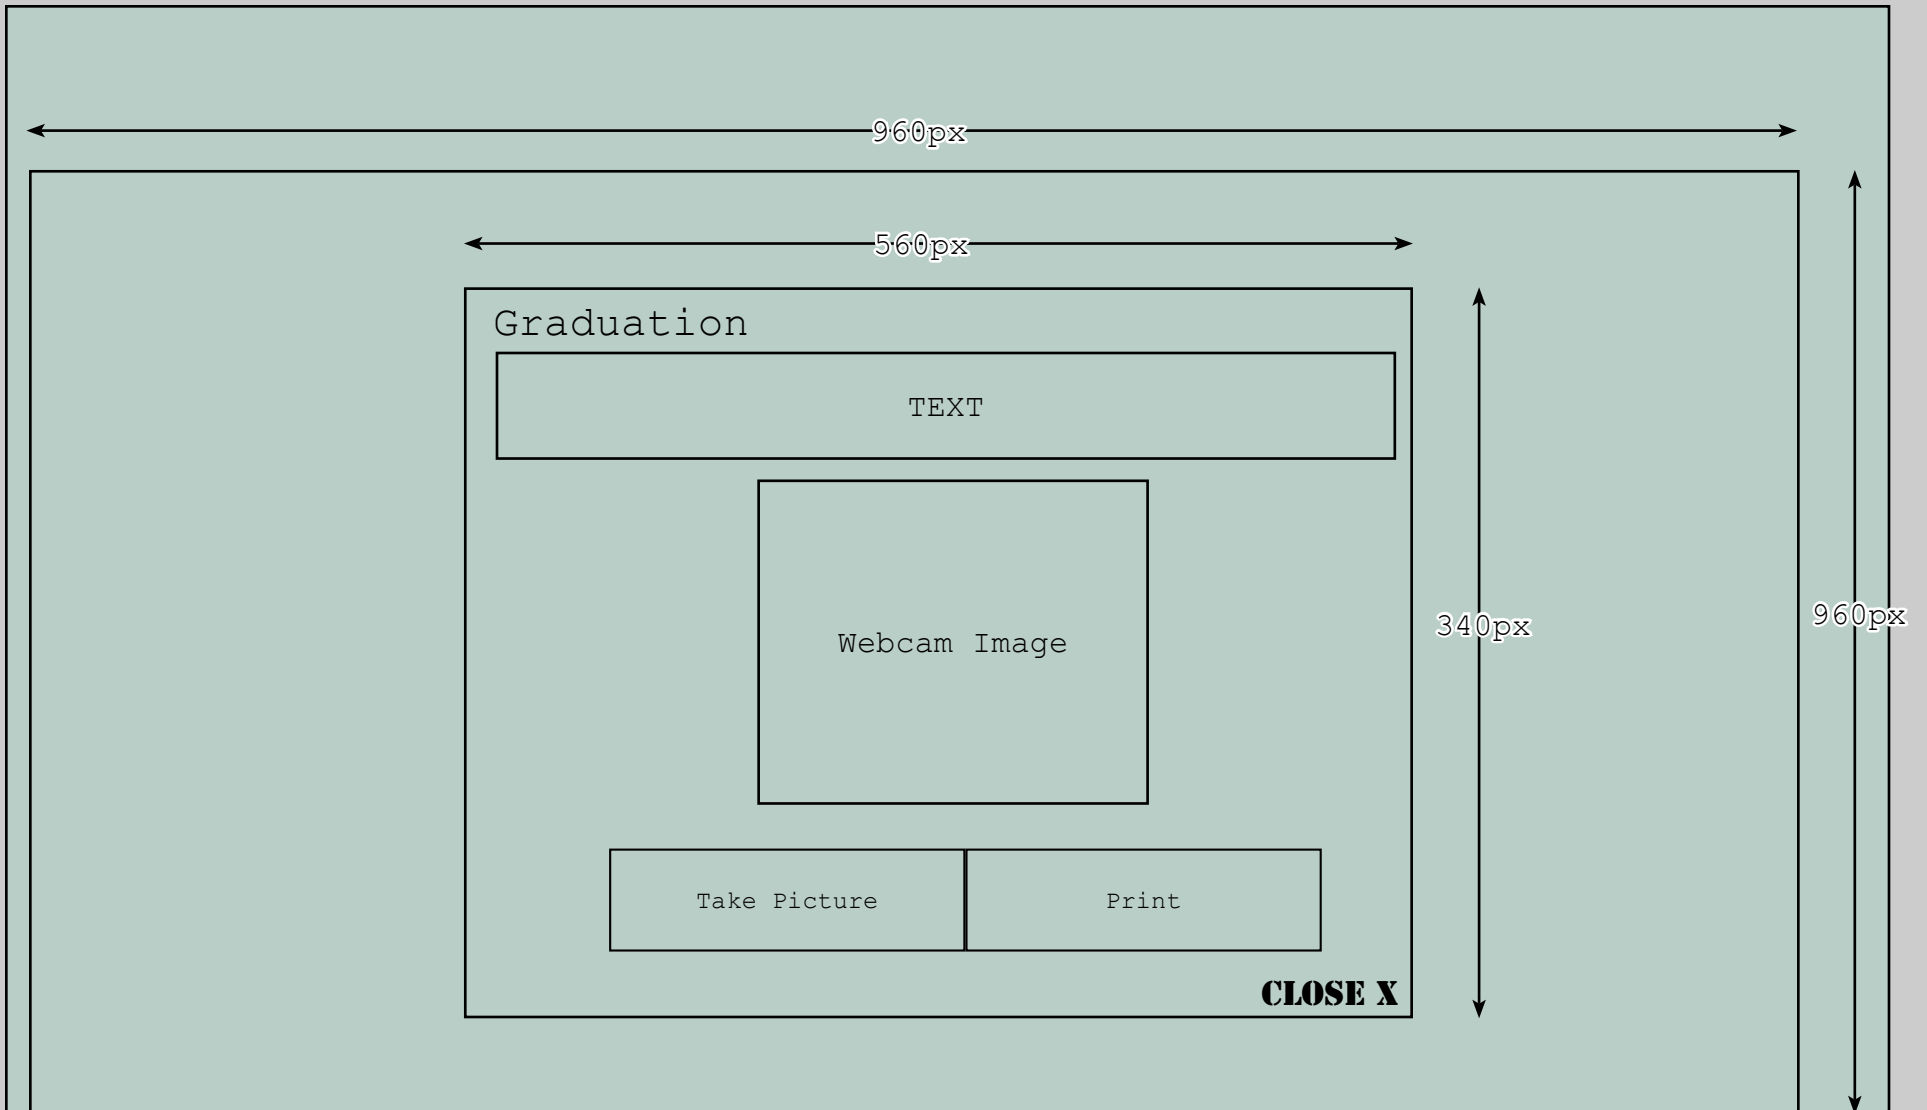 960px
560px
Graduation
TEXT
Webcam Image
340px
960px
Take Picture
Print
CLOSE X